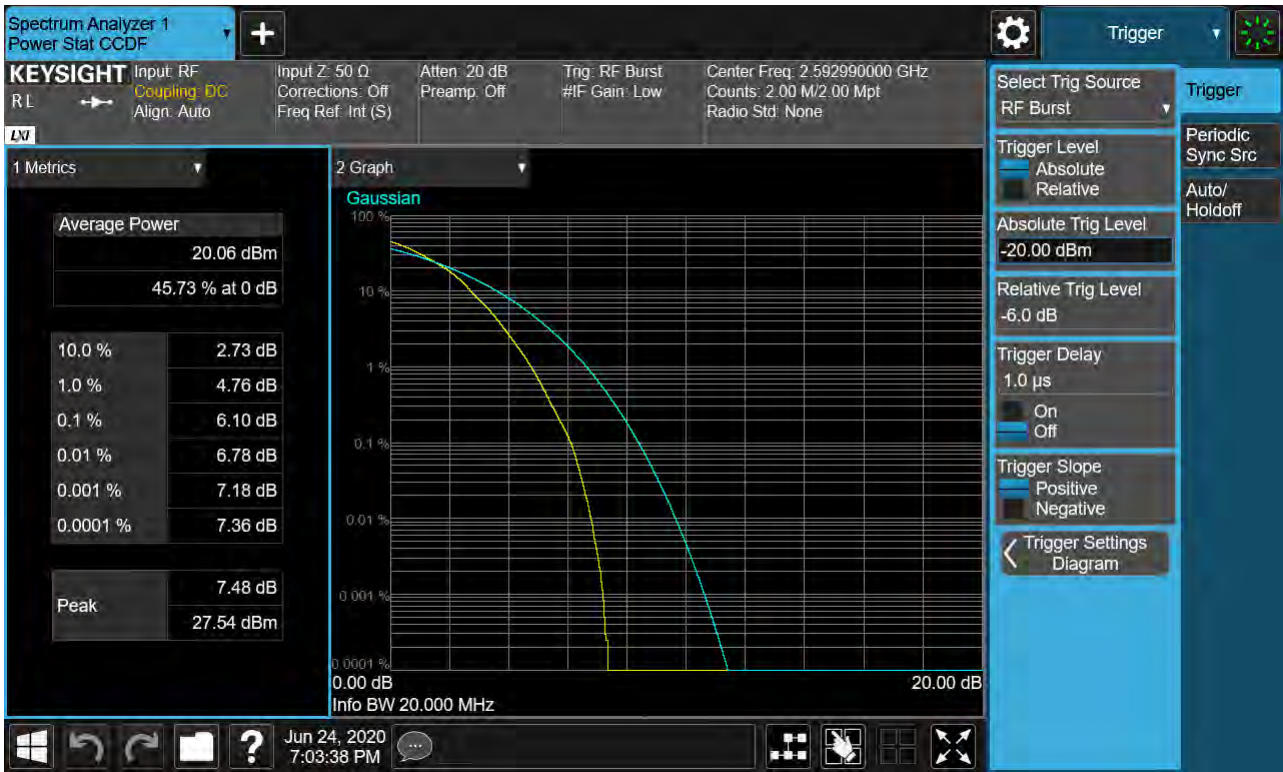 Spectrum Analyzer 1
Power Stat CCDF
+
Trigger
KEYSIGHT
RL
LXI
Input: RF
Coupling: DC
Align: Auto
Input Z: 50 Ω
Corrections: Off
Freq Ref: Int (S)
Atten: 20 dB
Preamp: Off
Trig: RF Burst
#IF Gain: Low
Center Freq: 2.592990000 GHz
Counts: 2.00 M/2.00 Mpt
Radio Std: None
1 Metrics
Average Power
20.06 dBm
45.73 % at 0 dB
10.0 % 2.73 dB
1.0 % 4.76 dB
0.1 % 6.10 dB
0.01 % 6.78 dB
0.001 % 7.18 dB
0.0001 % 7.36 dB
Peak
7.48 dB
27.54 dBm
2 Graph
Gaussian
100 %
10 %
1 %
0.1 %
0.01 %
0.001 %
0.0001 %
0.00 dB 20.00 dB
Info BW 20.000 MHz
Select Trig Source
RF Burst
Trigger Level
Absolute
Relative
Absolute Trig Level
-20.00 dBm
Relative Trig Level
-6.0 dB
Trigger Delay
1.0 µs
On
Off
Trigger Slope
Positive
Negative
Trigger Settings
Diagram
Trigger
Periodic
Sync Src
Auto/
Holdoff
?
Jun 24, 2020
7:03:38 PM